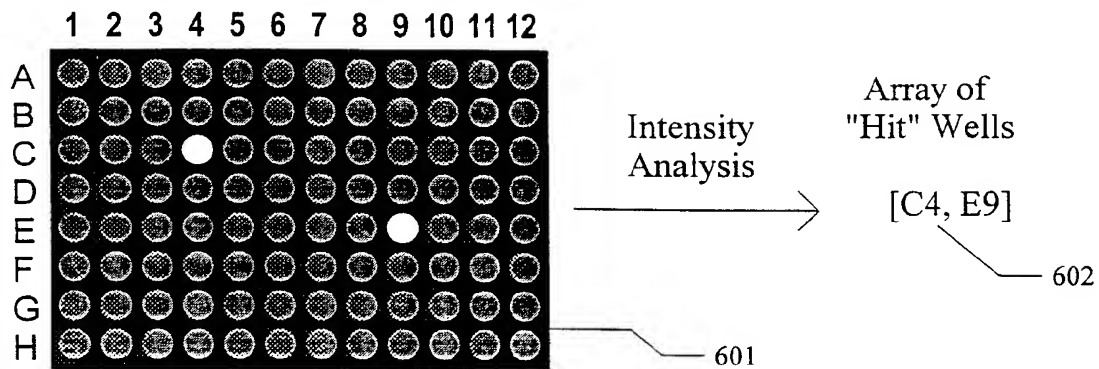 1 2 3 4 5 6 7 8 9 10 11 12
A
B
C
D
E
F
G
H
Intensity
Analysis
Array of
"Hit" Wells
[C4, E9]
602
601